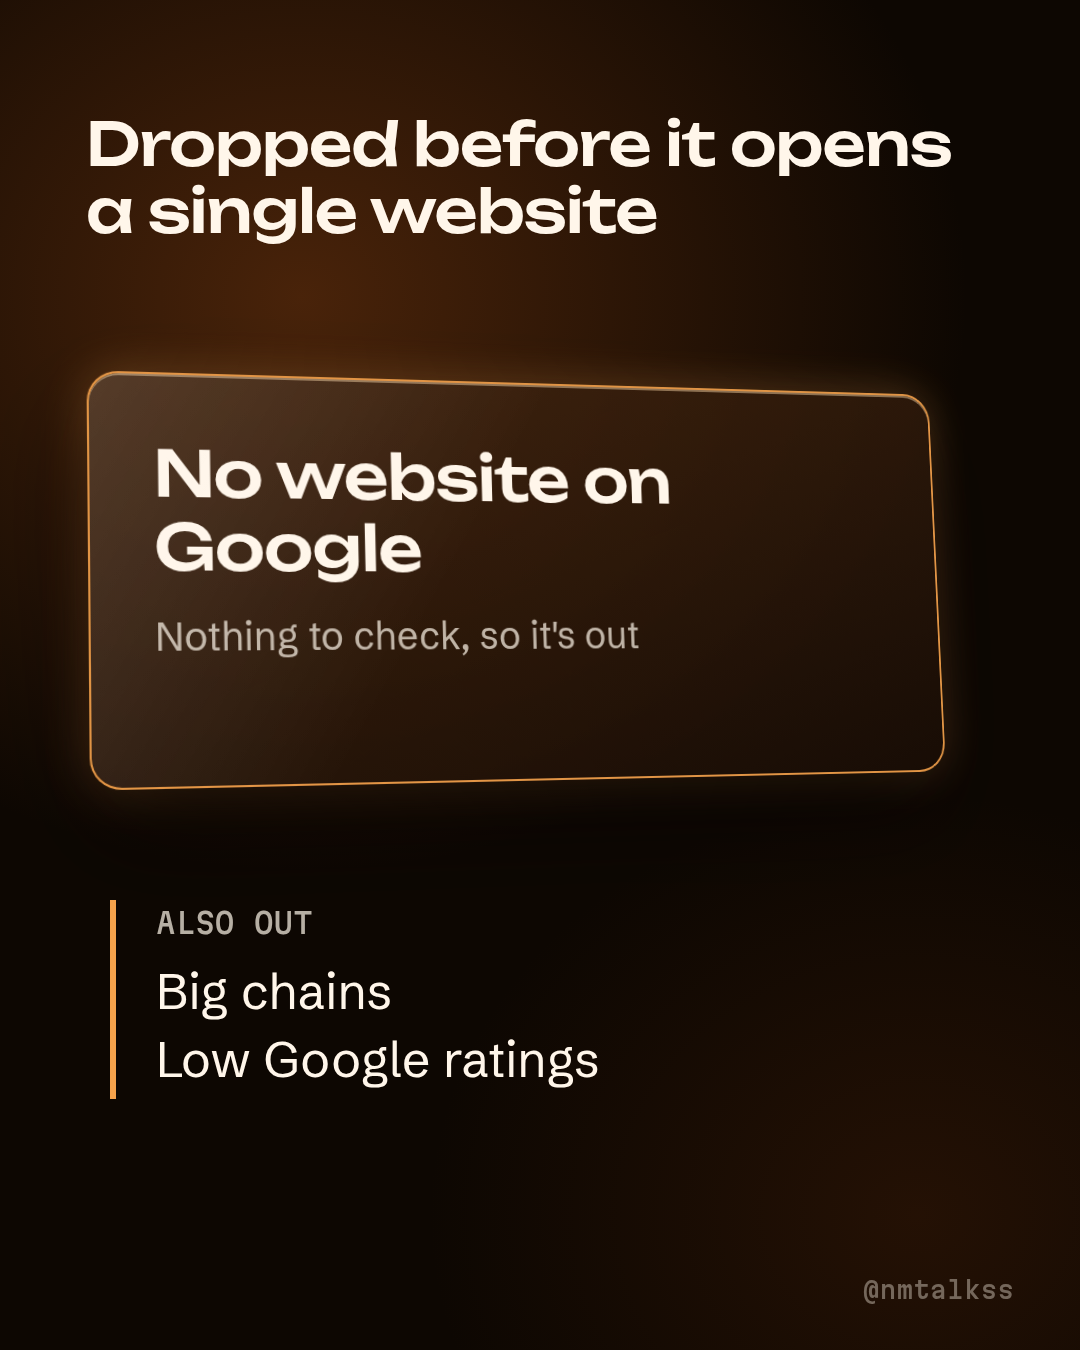 Dropped before it opens
a single website
No website on
Google
Nothing to check, so it's out
ALSO OUT
Big chains
Low Google ratings
@nmtalkss